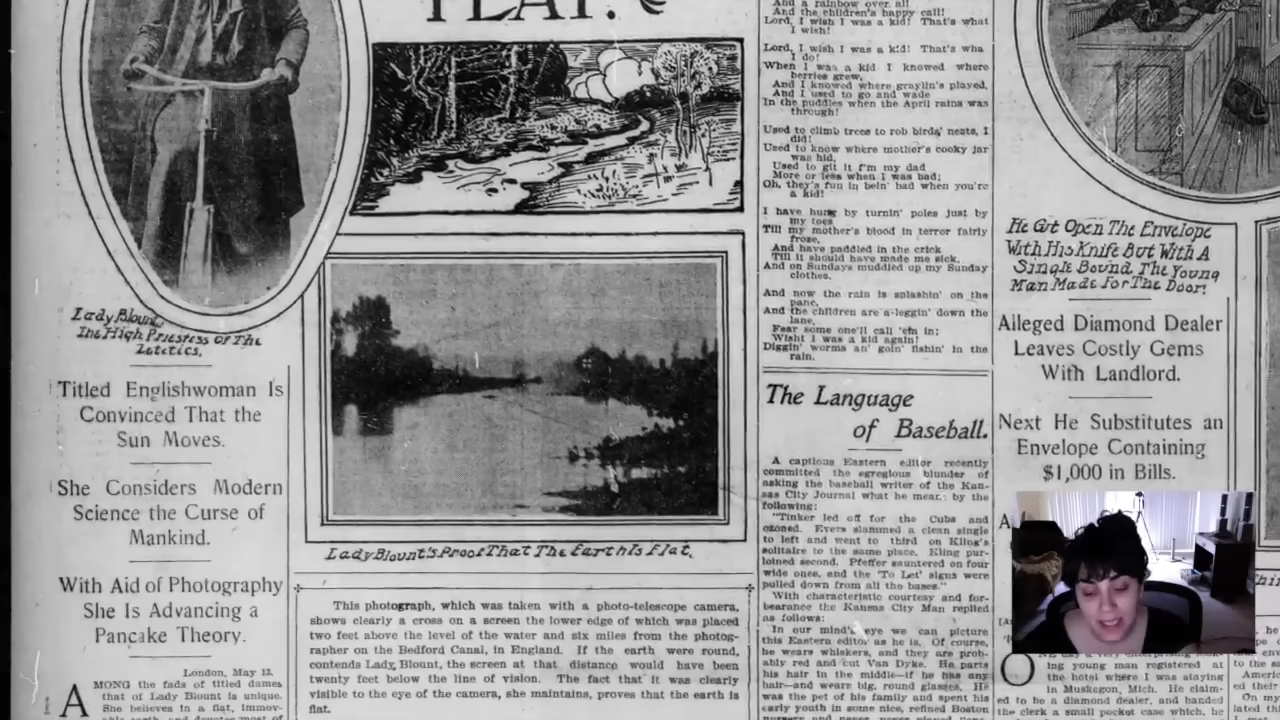 FLAT.
Lady Blount,
The High Priestess Of The
Zetetics.
Titled Englishwoman Is
Convinced That the
Sun Moves.
She Considers Modern
Science the Curse of
Mankind.
With Aid of Photography
She Is Advancing a
Pancake Theory.
London, May 13.
AMONG the fads of titled dames
that of Lady Blount is unique.
She believes in a flat, immov-
Lady Blount's Proof That The Earth Is Flat.
This photograph, which was taken with a photo-telescope camera,
shows clearly a cross on a screen the lower edge of which was placed
two feet above the level of the water and six miles from the photog-
rapher on the Bedford Canal, in England. If the earth were round,
contends Lady Blount, the screen at that distance would have been
twenty feet below the line of vision. The fact that it was clearly
visible to the eye of the camera, she maintains, proves that the earth is
flat.
And a rainbow over all
And the children's happy call!
Lord, I wish I was a kid! That's what
I wish!
Lord, I wish I was a kid! That's wha
I do!
When I was a kid I knowed where
berries grew,
And I knowed where graylin's played,
And I used to go and wade
In the puddles when the April rains was
through!
Used to climb trees to rob birds' nests, I
did!
Used to know where mother's cooky jar
was hid,
Used to git it f'm my dad
More or less when I was bad;
Oh, they's fun in bein' bad when you're
a kid!
I have hung by turnin' poles just by
my toes
Till my mother's blood in terror fairly
froze,
And have paddled in the crick
Till it should have made me sick,
And on Sundays muddied up my Sunday
clothes.
And now the rain is splashin' on the
pane,
And the children are a-leggin' down the
lane,
Fear some one'll call 'em in;
Wisht I was a kid again!
Diggin' worms an' goin' fishin' in the
rain.
The Language
of Baseball.
A captious Eastern editor recently
committed the egregious blunder of
asking the baseball writer of the Kan-
sas City Journal what he means by the
following:
"Tinker led off for the Cubs and
ozoned. Evers slammed a clean single
to left and went to third on Kling's
solitaire to the same place. Kling pur-
loined second. Pfeffer sauntered on four
wide ones, and the 'To Let' signs were
pulled down from all the bases."
With characteristic courtesy and for-
bearance the Kansas City Man replied
as follows:
In our mind's eye we can picture
this Eastern editor as he is. Of course,
he wears whiskers, and they are prob-
ably red and cut Van Dyke. He parts
his hair in the middle—if he has any
hair—and wears big, round glasses. He
was the pet of his family and spent his
early youth in some nice, refined Boston
He Cut Open The Envelope
With His Knife But With A
Single Bound The Young
Man Made For The Door.
Alleged Diamond Dealer
Leaves Costly Gems
With Landlord.
Next He Substitutes an
Envelope Containing
$1,000 in Bills.
ONE day a very
ing young man registered at
the hotel where I was staying
in Muskegon, Mich. He claim-
ed to be a diamond dealer, and handed
the clerk a small pocket case which, he